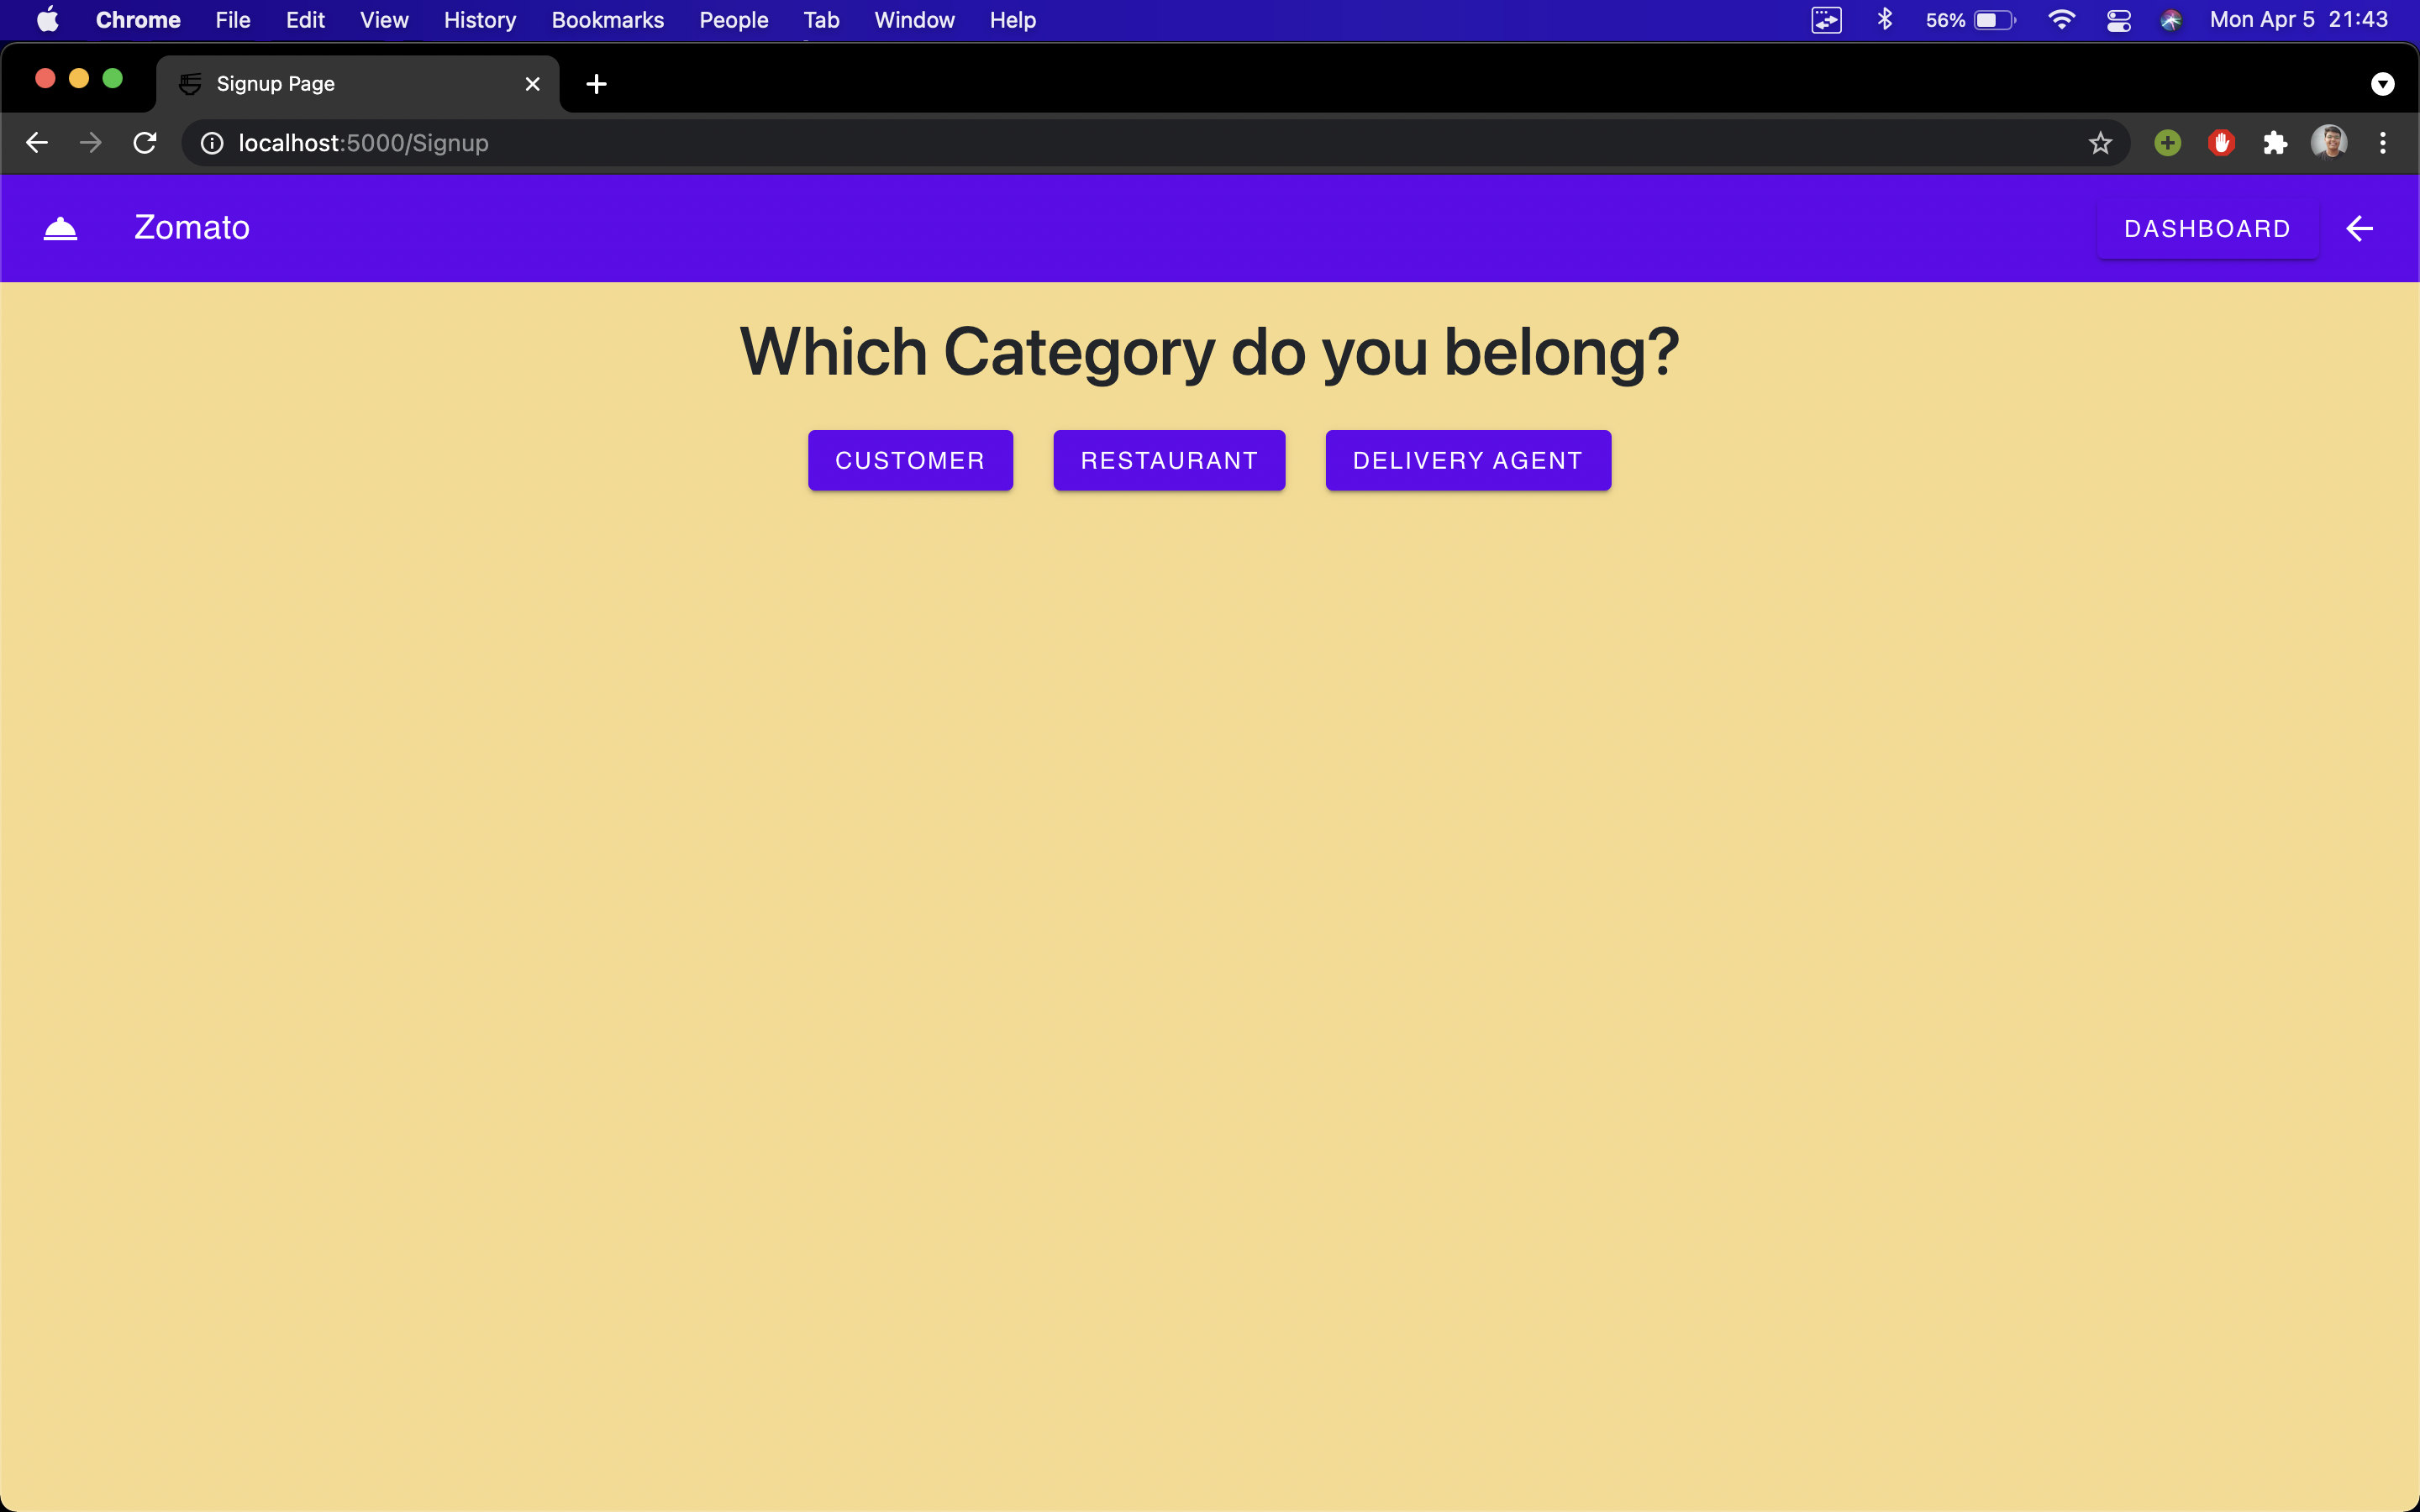 Chrome File Edit View History Bookmarks People Tab Window Help 56% Mon Apr 5 21:43
Signup Page
localhost:5000/Signup
Zomato DASHBOARD
Which Category do you belong?
CUSTOMER RESTAURANT DELIVERY AGENT